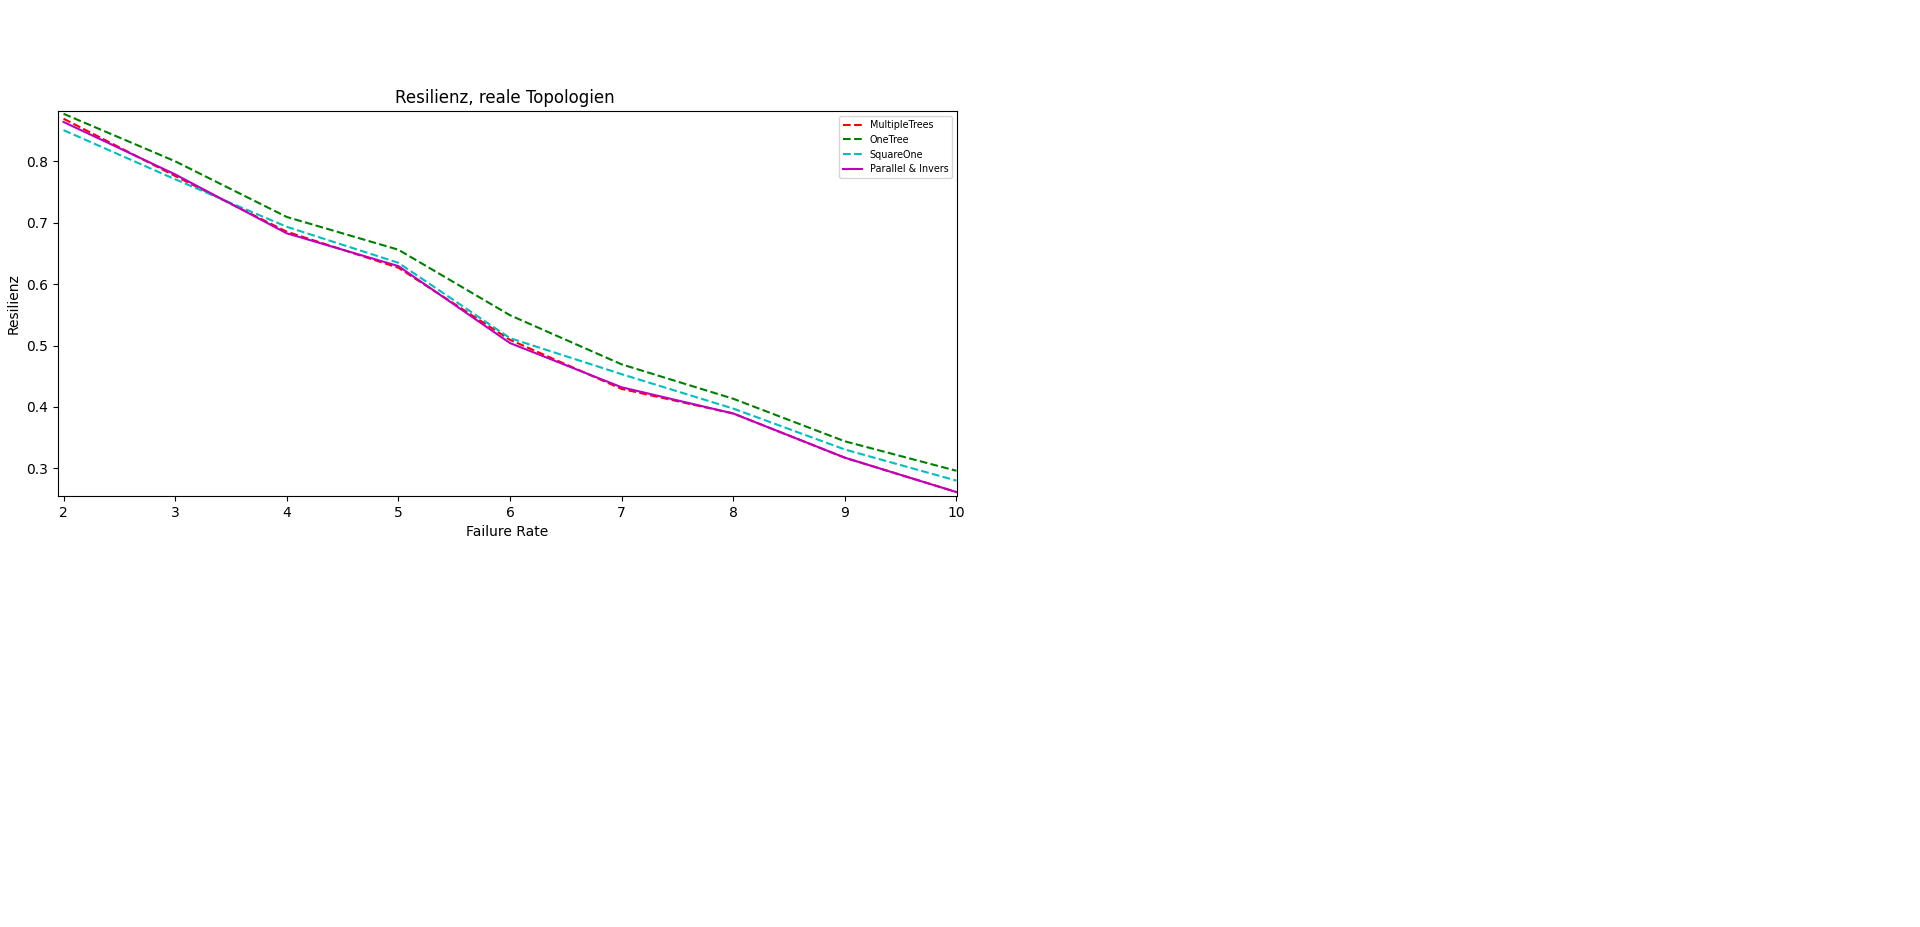 Resilienz, reale Topologien
MultipleTrees
OneTree
SquareOne
Parallel & Invers
Resilienz
0.8
0.7
0.6
0.5
0.4
0.3
2 3 4 5 6 7 8 9 10
Failure Rate